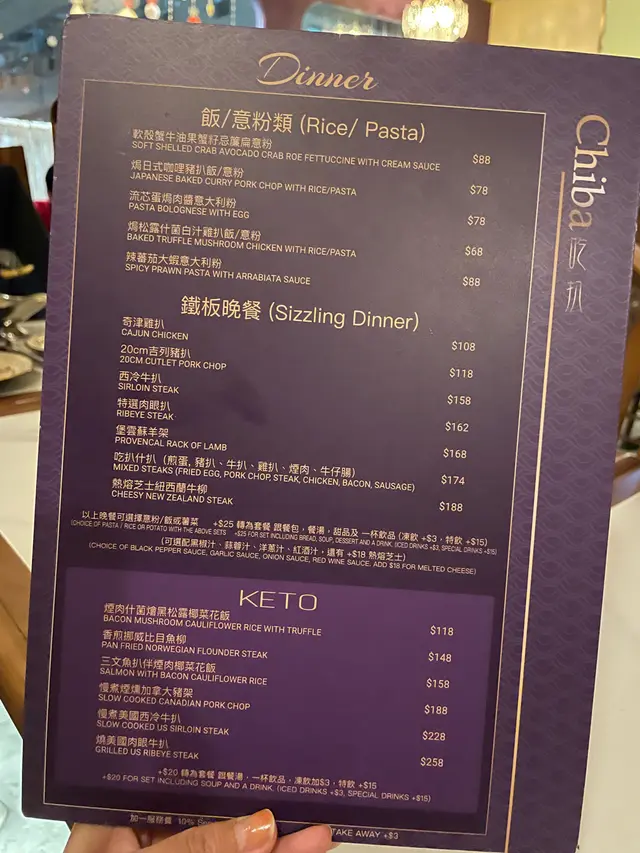 Dinner
Chiba 吃扒
飯/意粉類 (Rice/ Pasta)
軟殼蟹牛油果蟹籽忌簾扁意粉
SOFT SHELLED CRAB AVOCADO CRAB ROE FETTUCCINE WITH CREAM SAUCE $88
焗日式咖哩豬扒飯/意粉
JAPANESE BAKED CURRY PORK CHOP WITH RICE/PASTA $78
流芯蛋焗肉醬意大利粉
PASTA BOLOGNESE WITH EGG $78
焗松露什菌白汁雞扒飯/意粉
BAKED TRUFFLE MUSHROOM CHICKEN WITH RICE/PASTA $68
辣蕃茄大蝦意大利粉
SPICY PRAWN PASTA WITH ARRABIATA SAUCE $88
鐵板晚餐 (Sizzling Dinner)
奇津雞扒
CAJUN CHICKEN $108
20cm吉列豬扒
20CM CUTLET PORK CHOP $118
西冷牛扒
SIRLOIN STEAK $158
特選肉眼扒
RIBEYE STEAK $162
堡雲蘇羊架
PROVENCAL RACK OF LAMB $168
吃扒什扒 (煎蛋, 豬扒、牛扒、雞扒、煙肉、牛仔腸)
MIXED STEAKS (FRIED EGG, PORK CHOP, STEAK, CHICKEN, BACON, SAUSAGE) $174
熱熔芝士紐西蘭牛柳
CHEESY NEW ZEALAND STEAK $188
以上晚餐可選擇意粉/飯或薯菜 +$25 轉為套餐 跟餐包，餐湯，甜品及 一杯飲品 (凍飲 +$3，特飲 +$15)
(CHOICE OF PASTA / RICE OR POTATO WITH THE ABOVE SETS +$25 FOR SET INCLUDING BREAD, SOUP, DESSERT AND A DRINK. (ICED DRINKS +$3, SPECIAL DRINKS +$15)
(可選配黑椒汁、蒜蓉汁、洋蔥汁、紅酒汁，還有 +$18 熱熔芝士)
(CHOICE OF BLACK PEPPER SAUCE, GARLIC SAUCE, ONION SAUCE, RED WINE SAUCE. ADD $18 FOR MELTED CHEESE)
KETO
煙肉什菌燴黑松露椰菜花飯
BACON MUSHROOM CAULIFLOWER RICE WITH TRUFFLE $118
香煎挪威比目魚柳
PAN FRIED NORWEGIAN FLOUNDER STEAK $148
三文魚扒伴煙肉椰菜花飯
SALMON WITH BACON CAULIFLOWER RICE $158
慢煮煙燻加拿大豬架
SLOW COOKED CANADIAN PORK CHOP $188
慢煮美國西冷牛扒
SLOW COOKED US SIRLOIN STEAK $228
燒美國肉眼牛扒
GRILLED US RIBEYE STEAK $258
+$20 轉為套餐 跟餐湯，一杯飲品，凍飲加$3，特飲 +$15
+$20 FOR SET INCLUDING SOUP AND A DRINK. (ICED DRINKS +$3, SPECIAL DRINKS +$15)
加一服務費 10% TAKE AWAY +$3